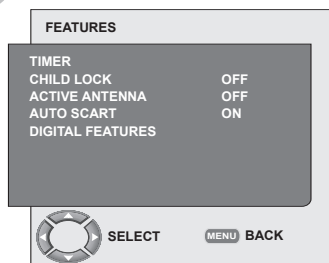 FEATURES
TIMER
CHILD LOCK OFF
ACTIVE ANTENNA OFF
AUTO SCART ON
DIGITAL FEATURES
SELECT MENU BACK